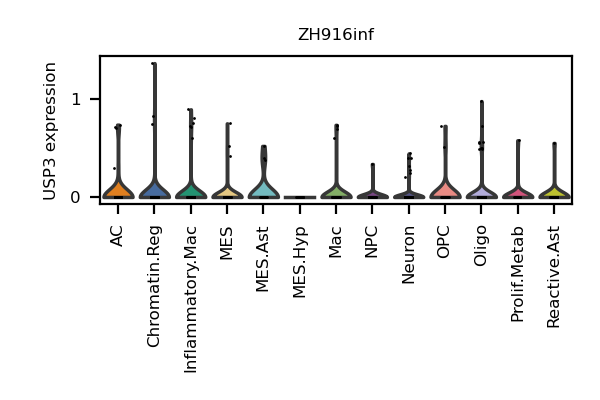 ZH916inf
USP3 expression
1
0
AC
Chromatin.Reg
Inflammatory.Mac
MES
MES.Ast
MES.Hyp
Mac
NPC
Neuron
OPC
Oligo
Prolif.Metab
Reactive.Ast